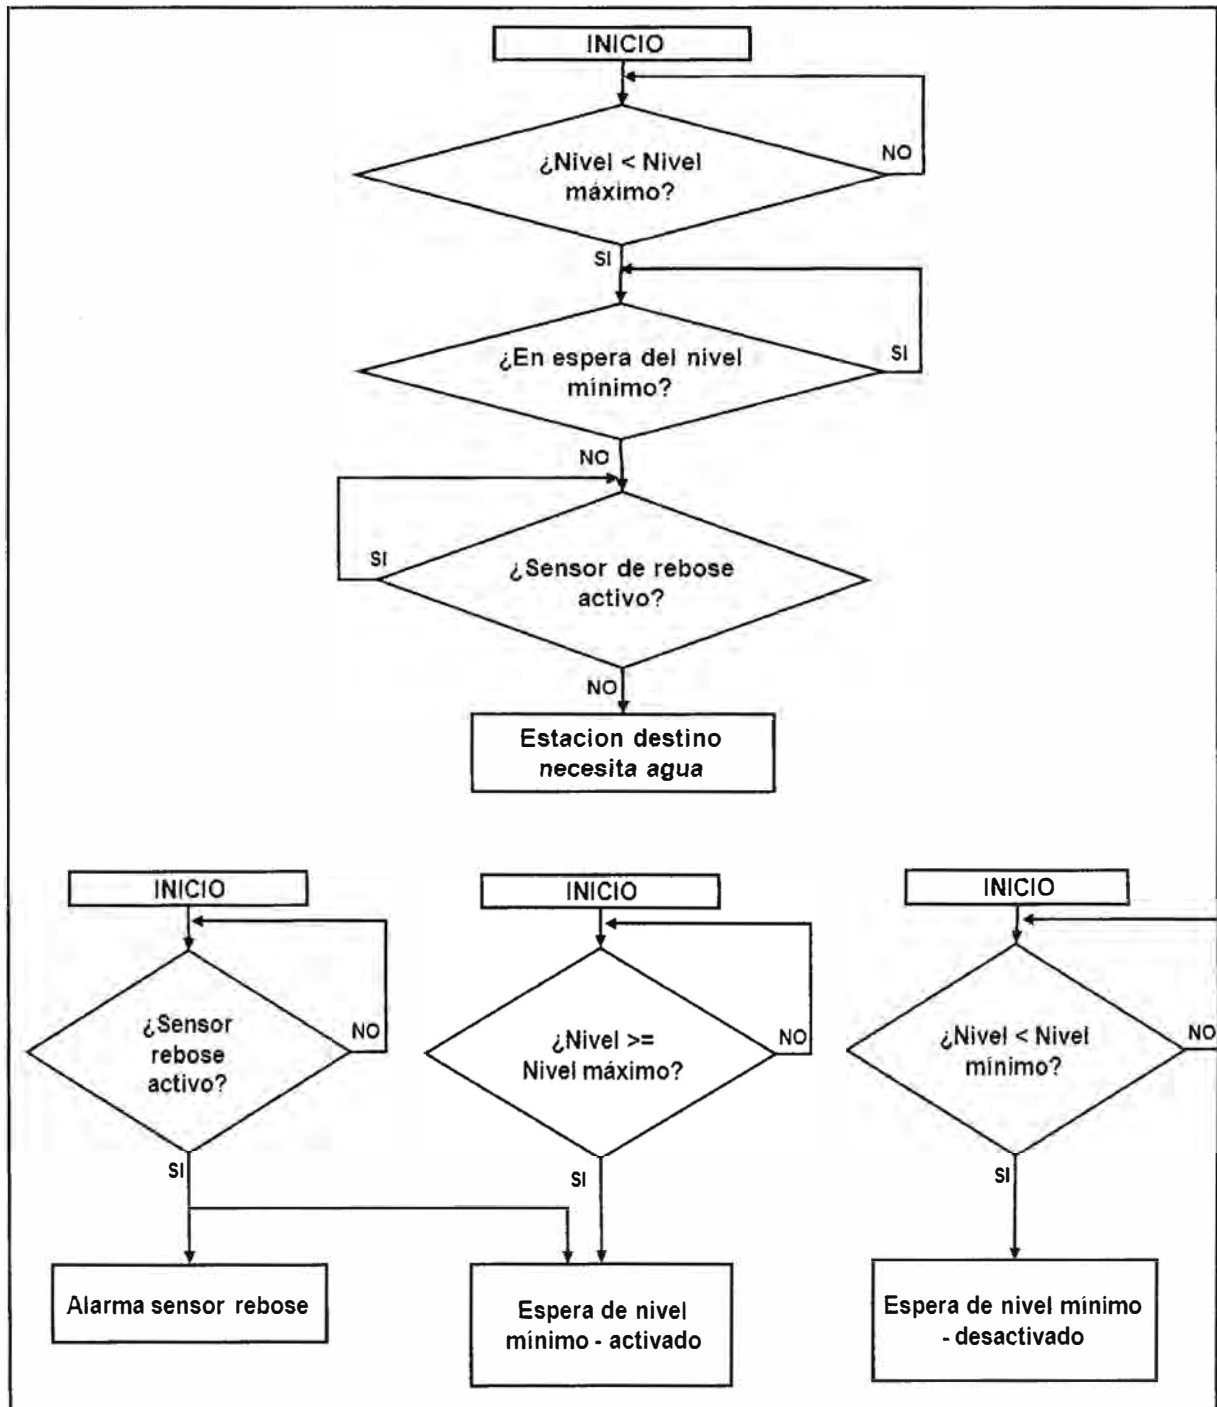 INICIO
¿Nivel < Nivel
máximo?
NO
SI
¿En espera del nivel
mínimo?
SI
NO
¿Sensor de rebose
activo?
SI
NO
Estacion destino
necesita agua
INICIO
¿Sensor
rebose
activo?
NO
SI
Alarma sensor rebose
INICIO
¿Nivel >=
Nivel máximo?
NO
SI
Espera de nivel
mínimo - activado
INICIO
¿Nivel < Nivel
mínimo?
NO
SI
Espera de nivel mínimo
- desactivado